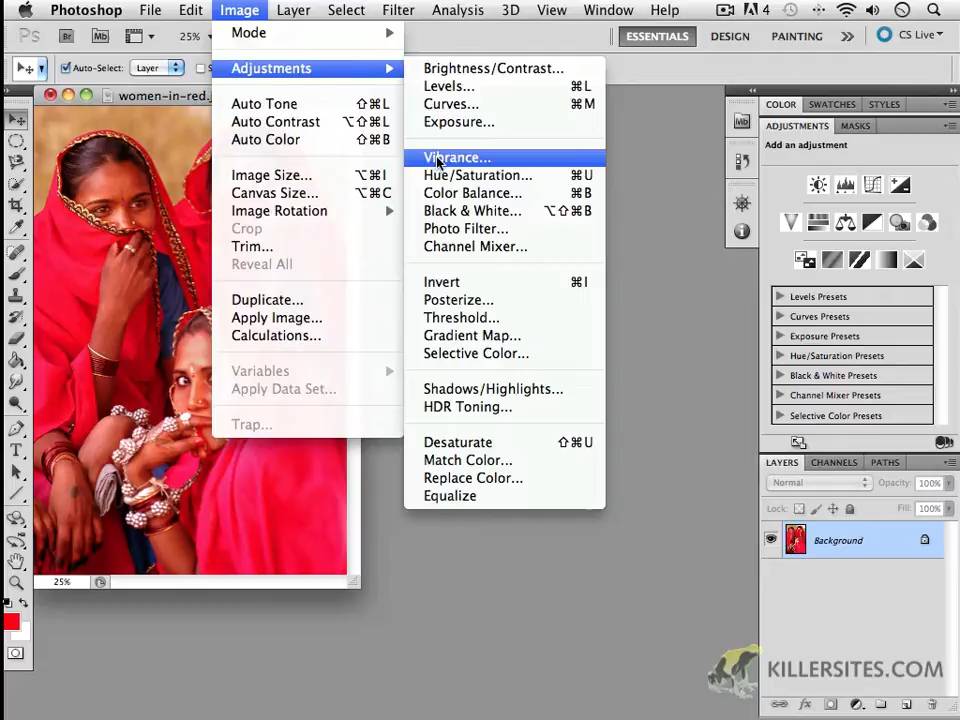 Photoshop File Edit Image Layer Select Filter Analysis 3D View Window Help 4
Ps Br Mb 25% ESSENTIALS DESIGN PAINTING CS Live
Auto-Select: Layer
women-in-red.
Mode
Adjustments
Auto Tone ⇧⌘L
Auto Contrast ⌥⇧⌘L
Auto Color ⇧⌘B
Image Size... ⌥⌘I
Canvas Size... ⌥⌘C
Image Rotation
Crop
Trim...
Reveal All
Duplicate...
Apply Image...
Calculations...
Variables
Apply Data Set...
Trap...
Brightness/Contrast...
Levels... ⌘L
Curves... ⌘M
Exposure...
Vibrance...
Hue/Saturation... ⌘U
Color Balance... ⌘B
Black & White... ⌥⇧⌘B
Photo Filter...
Channel Mixer...
Invert ⌘I
Posterize...
Threshold...
Gradient Map...
Selective Color...
Shadows/Highlights...
HDR Toning...
Desaturate ⇧⌘U
Match Color...
Replace Color...
Equalize
25%
Mb
COLOR SWATCHES STYLES
ADJUSTMENTS MASKS
Add an adjustment
Levels Presets
Curves Presets
Exposure Presets
Hue/Saturation Presets
Black & White Presets
Channel Mixer Presets
Selective Color Presets
LAYERS CHANNELS PATHS
Normal Opacity: 100%
Lock: Fill: 100%
Background
KILLERSITES.COM